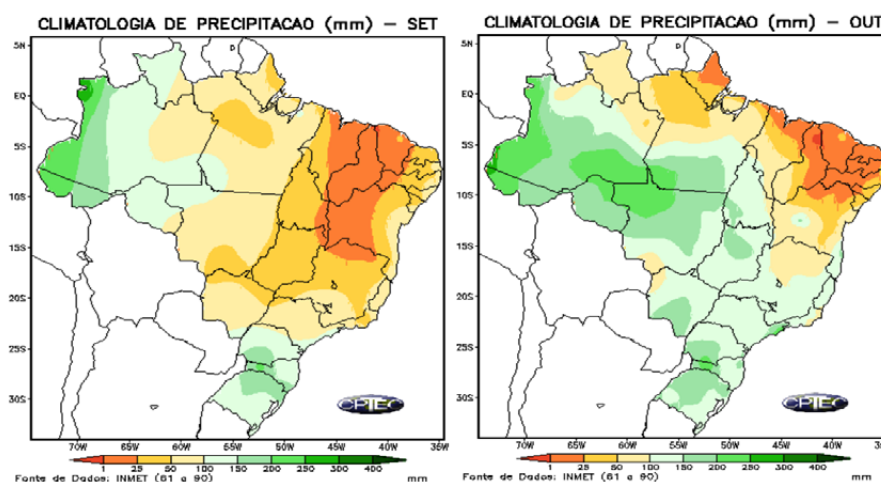 CLIMATOLOGIA DE PRECIPITACAO (mm) – SET
5N
EQ
5S
10S
15S
20S
25S
30S
70W 65W 60W 55W 50W 45W 40W 35W
CPTEC
1 25 50 100 150 200 300 400
mm
Fonte de Dados: INMET (61 a 90)
CLIMATOLOGIA DE PRECIPITACAO (mm) – OUT
5N
EQ
5S
10S
15S
20S
25S
30S
70W 65W 60W 55W 50W 45W 40W
CPTEC
1 25 50 100 150 200 300 400
mm
Fonte de Dados: INMET (61 a 90)